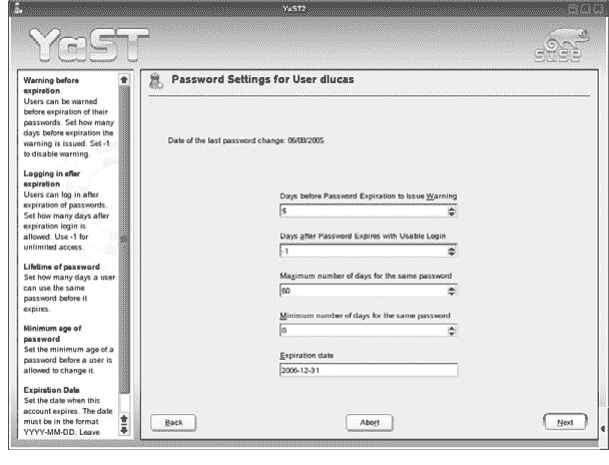 YaST2
YaST
suse
Warning before
expiration
Users can be warned
before expiration of their
passwords. Set how many
days before expiration the
warning is issued. Set -1
to disable warning.
Logging in after
expiration
Users can log in after
expiration of passwords.
Set how many days after
expiration login is
allowed. Use -1 for
unlimited access.
Lifetime of password
Set how many days a user
can use the same
password before it
expires.
Minimum age of
password
Set the minimum age of a
password before a user is
allowed to change it.
Expiration Date
Set the date when this
account expires. The date
must be in the format
YYYY-MM-DD. Leave
Password Settings for User dlucas
Date of the last password change: 06/08/2005
Days before Password Expiration to Issue Warning
5
Days after Password Expires with Usable Login
-1
Maximum number of days for the same password
60
Minimum number of days for the same password
0
Expiration date
2006-12-31
Back
Abort
Next